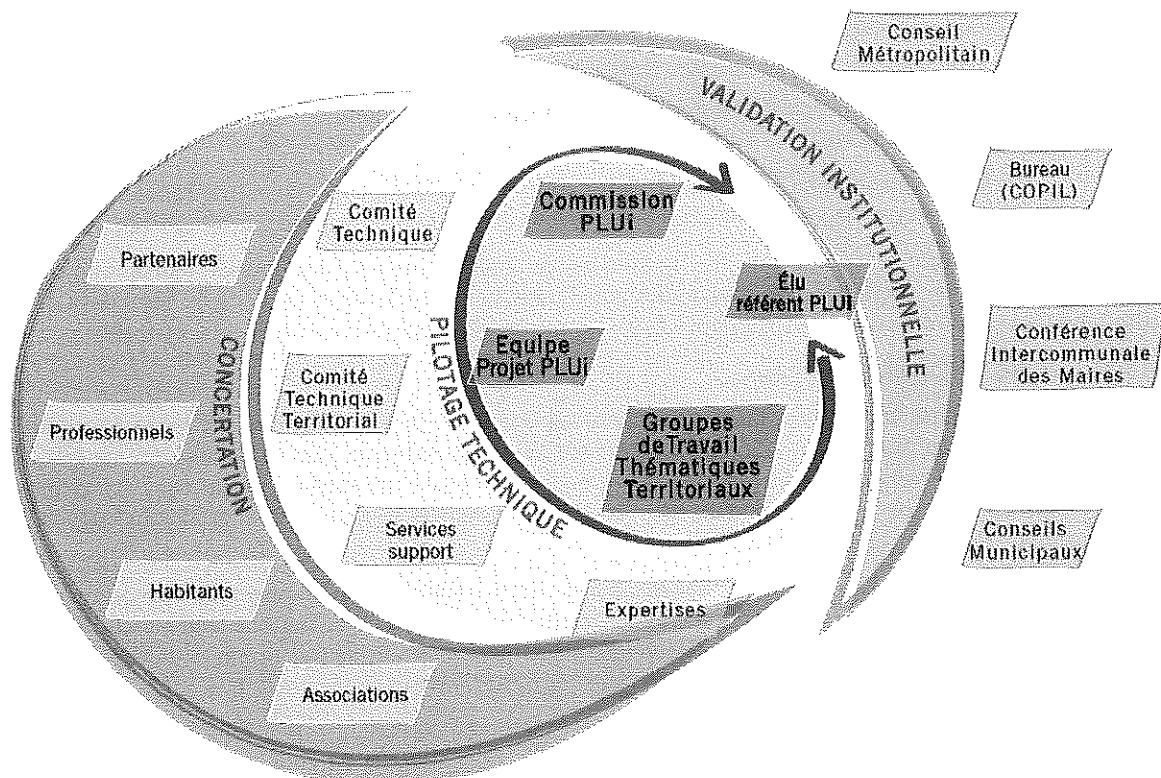 Conseil
Métropolitain
VALIDATION INSTITUTIONNELLE
Bureau
(COPIL)
Conférence
Intercommunale
des Maires
Conseils
Municipaux
Commission
PLUi
Élu
référent PLUi
Equipe
Projet PLUi
Groupes
de Travail
Thématiques
Territoriaux
PILOTAGE TECHNIQUE
Comité
Technique
Comité
Technique
Territorial
Services
support
Expertises
CONCERTATION
Partenaires
Professionnels
Habitants
Associations